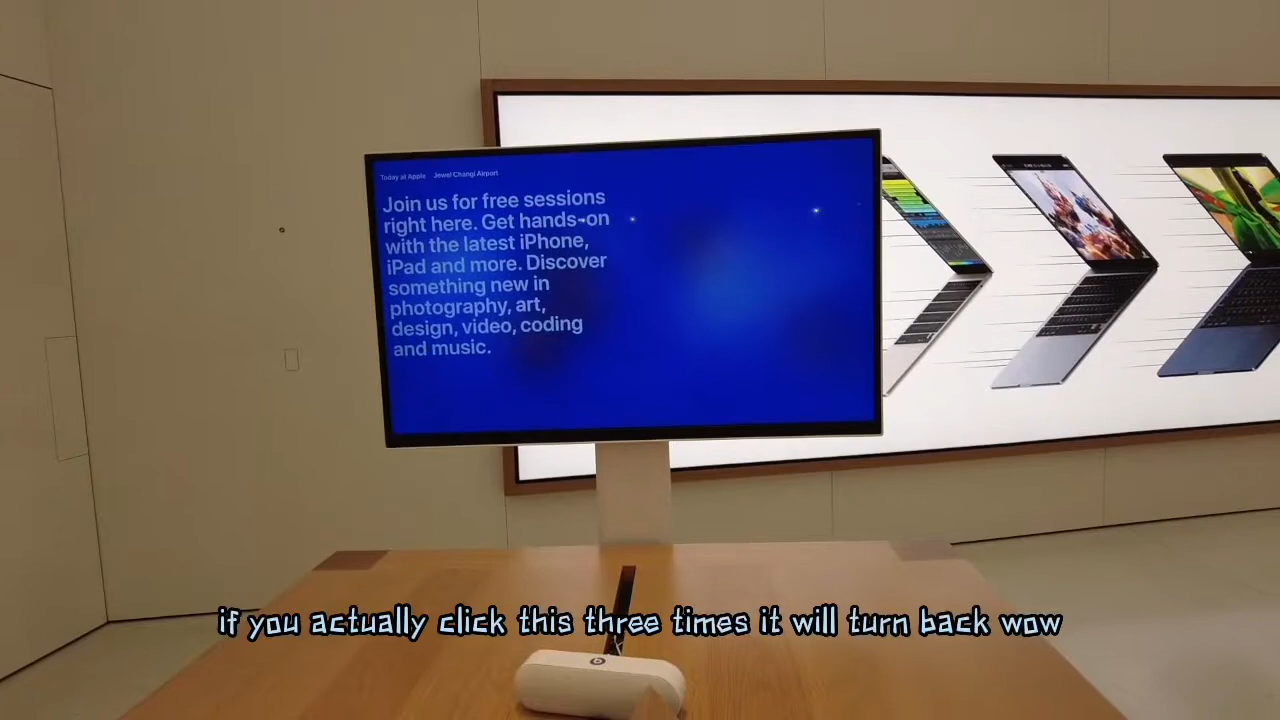 Today at Apple Jewel Changi Airport
Join us for free sessions
right here. Get hands-on
with the latest iPhone,
iPad and more. Discover
something new in
photography, art,
design, video, coding
and music.
if you actually click this three times it will turn back wow